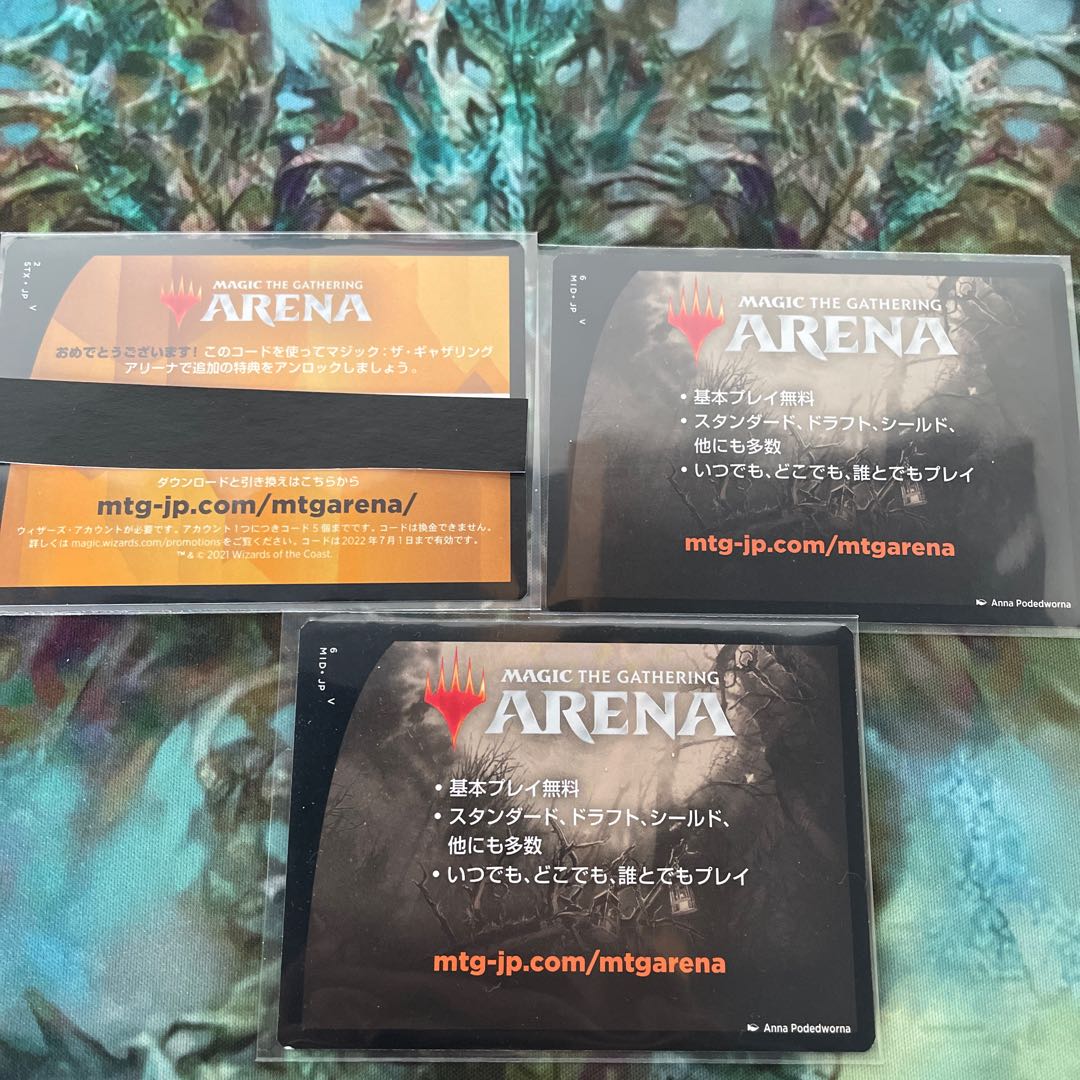 2
STX・JP V
MAGIC THE GATHERING
ARENA
おめでとうございます！このコードを使ってマジック：ザ・ギャザリング
アリーナで追加の特典をアンロックしましょう。
ダウンロードと引き換えはこちらから
mtg-jp.com/mtgarena/
ウィザーズ・アカウントが必要です。アカウント1つにつきコード5個までです。コードは換金できません。
詳しくは magic.wizards.com/promotions をご覧ください。コードは2022年7月1日まで有効です。
™ & © 2021 Wizards of the Coast.
6
MID・JP V
MAGIC THE GATHERING
ARENA
• 基本プレイ無料
• スタンダード、ドラフト、シールド、
他にも多数
• いつでも、どこでも、誰とでもプレイ
mtg-jp.com/mtgarena
Anna Podedworna
6
MID・JP V
MAGIC THE GATHERING
ARENA
• 基本プレイ無料
• スタンダード、ドラフト、シールド、
他にも多数
• いつでも、どこでも、誰とでもプレイ
mtg-jp.com/mtgarena
Anna Podedworna